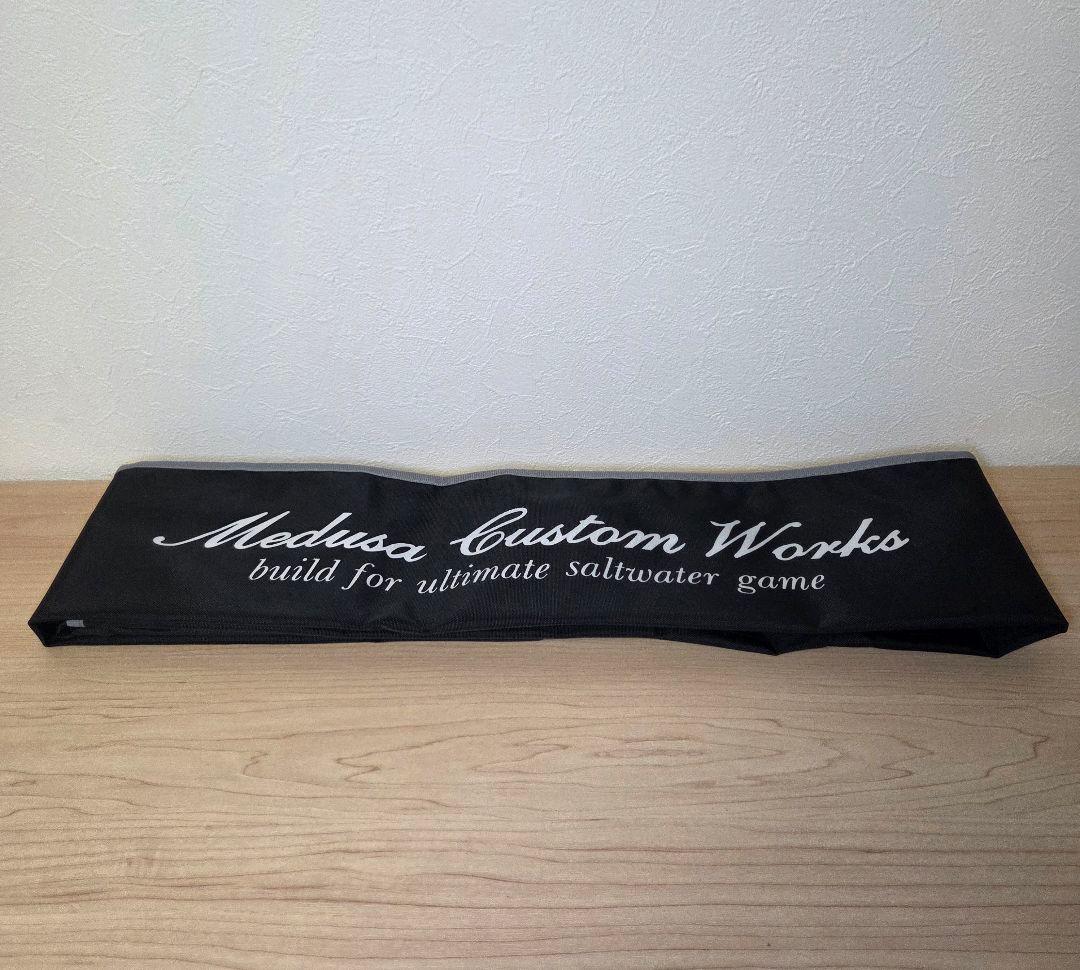 Medusa Custom Works
build for ultimate saltwater game